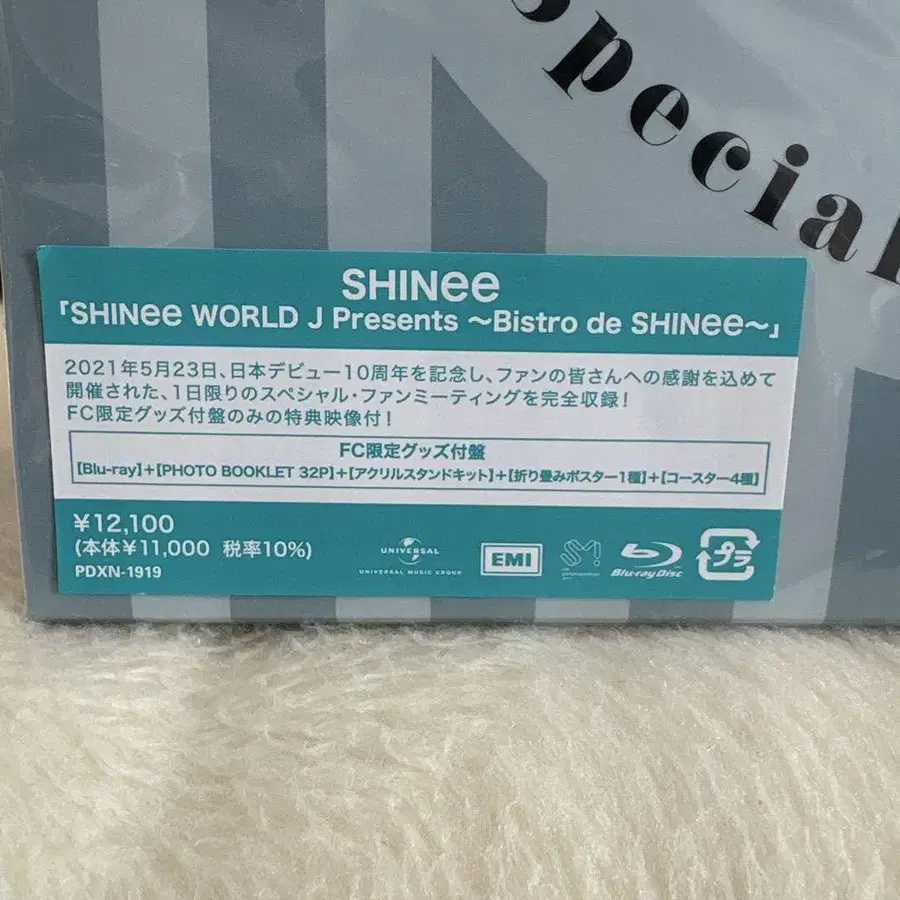 Special
SHINee
「SHINee WORLD J Presents ～Bistro de SHINee～」
2021年5月23日、日本デビュー10周年を記念し、ファンの皆さんへの感謝を込めて
開催された、1日限りのスペシャル・ファンミーティングを完全収録！
FC限定グッズ付盤のみの特典映像付！
FC限定グッズ付盤
【Blu-ray】+【PHOTO BOOKLET 32P】+【アクリルスタンドキット】+【折り畳みポスター1種】+【コースター4種】
¥12,100
(本体¥11,000 税率10%)
PDXN-1919
UNIVERSAL
UNIVERSAL MUSIC GROUP
EMI
SM
Blu-ray Disc
プラ